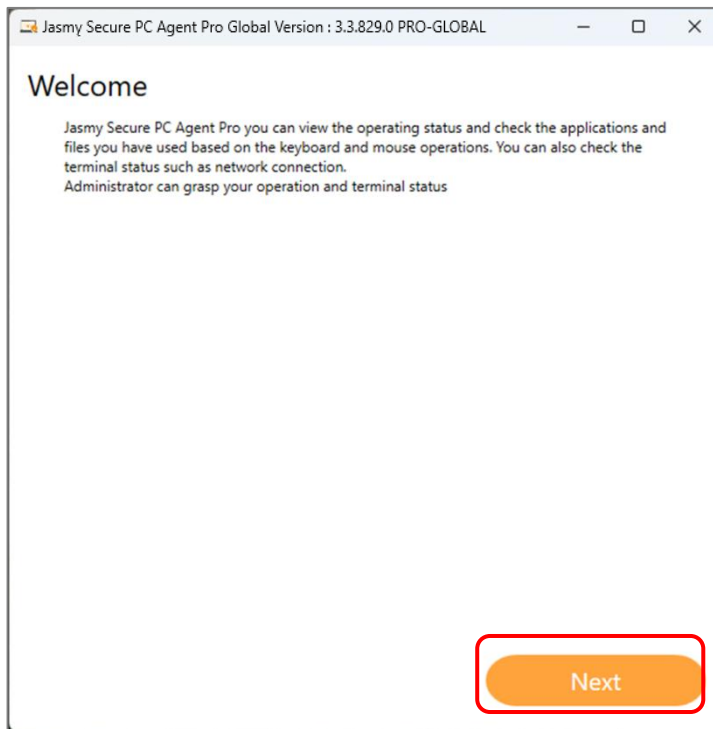 Jasmy Secure PC Agent Pro Global Version : 3.3.829.0 PRO-GLOBAL
Welcome
Jasmy Secure PC Agent Pro you can view the operating status and check the applications and
files you have used based on the keyboard and mouse operations. You can also check the
terminal status such as network connection.
Administrator can grasp your operation and terminal status
Next